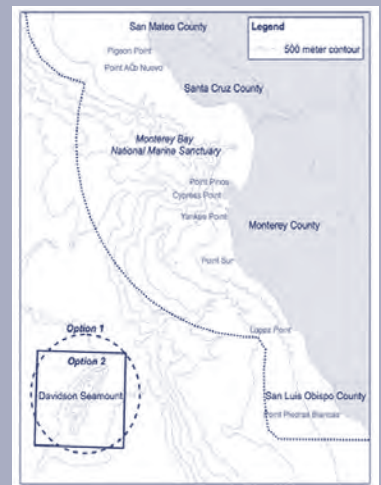 San Mateo County
Legend
500 meter contour
Pigeon Point
Point AÒo Nuevo
Santa Cruz County
Monterey Bay
National Marine Sanctuary
Point Pinos
Cypress Point
Yankee Point
Monterey County
Point Sur
Lopez Point
Option 1
Option 2
Davidson Seamount
San Luis Obispo County
Point Piedras Blancas